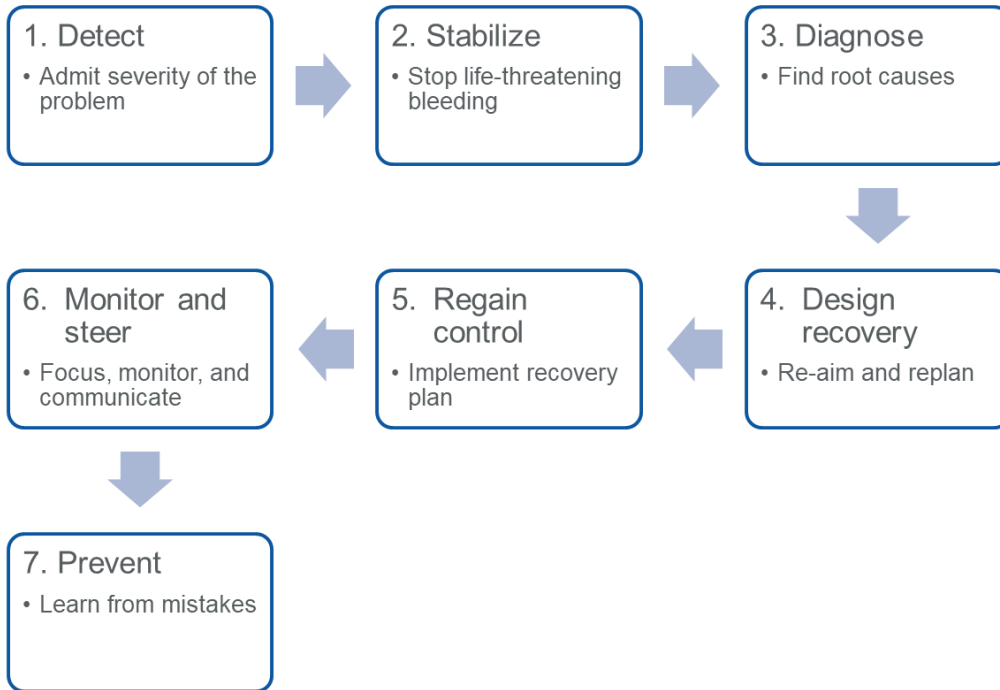 1. Detect
• Admit severity of the
problem
2. Stabilize
• Stop life-threatening
bleeding
3. Diagnose
• Find root causes
4. Design
recovery
• Re-aim and replan
5. Regain
control
• Implement recovery
plan
6. Monitor and
steer
• Focus, monitor, and
communicate
7. Prevent
• Learn from mistakes